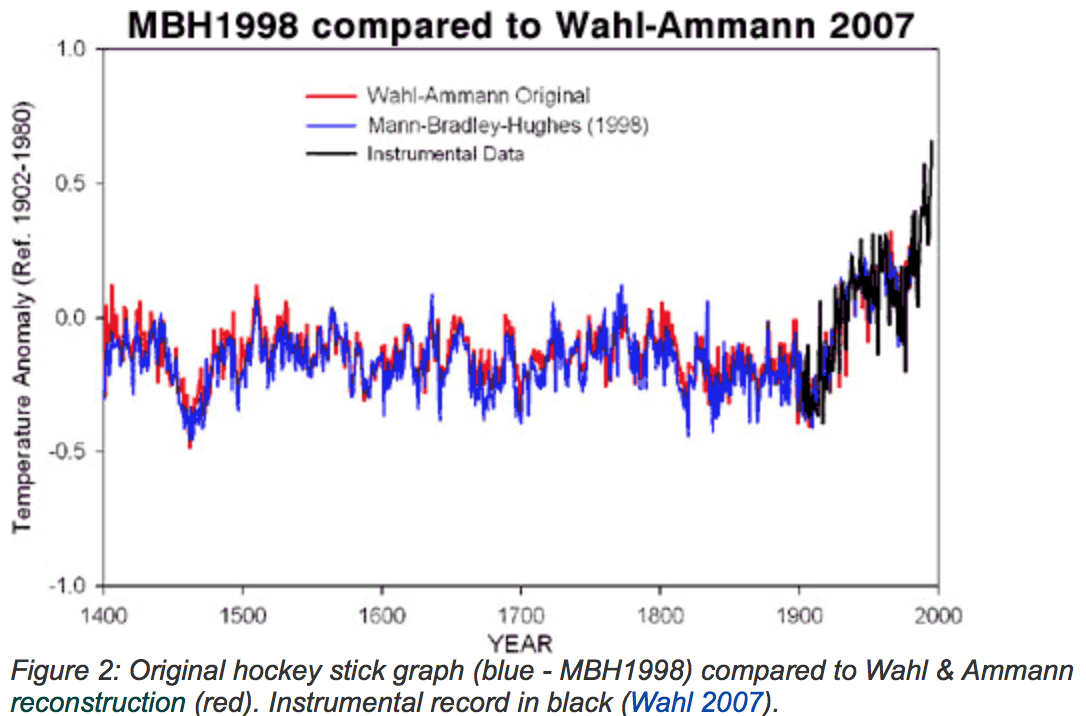 MBH1998 compared to Wahl-Ammann 2007
1.0
Wahl-Ammann Original
Mann-Bradley-Hughes (1998)
Instrumental Data
0.5
0.0
-0.5
-1.0
Temperature Anomaly (Ref. 1902-1980)
1400 1500 1600 1700 1800 1900 2000
YEAR
Figure 2: Original hockey stick graph (blue - MBH1998) compared to Wahl & Ammann
reconstruction (red). Instrumental record in black (Wahl 2007).